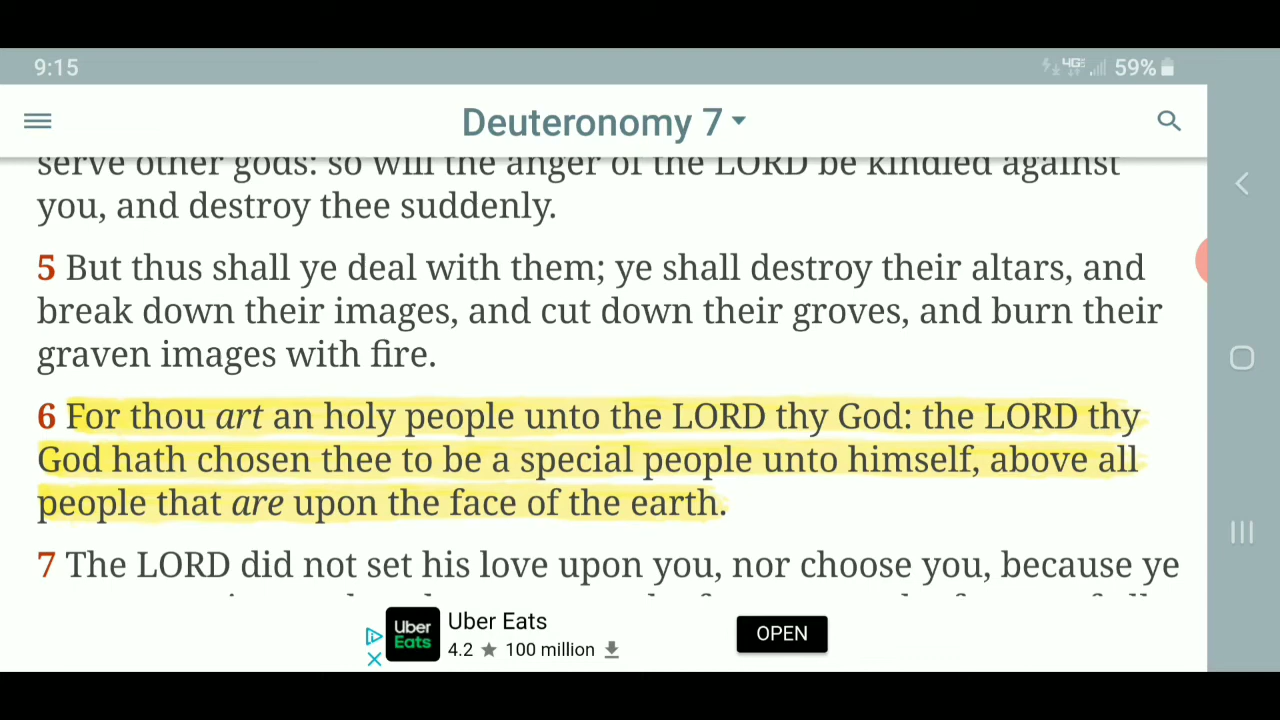 9:15
4GE 59%
Deuteronomy 7
serve other gods: so will the anger of the LORD be kindled against
you, and destroy thee suddenly.
5 But thus shall ye deal with them; ye shall destroy their altars, and
break down their images, and cut down their groves, and burn their
graven images with fire.
6 For thou art an holy people unto the LORD thy God: the LORD thy
God hath chosen thee to be a special people unto himself, above all
people that are upon the face of the earth.
7 The LORD did not set his love upon you, nor choose you, because ye
Uber Eats
Uber Eats
4.2 ★ 100 million
OPEN